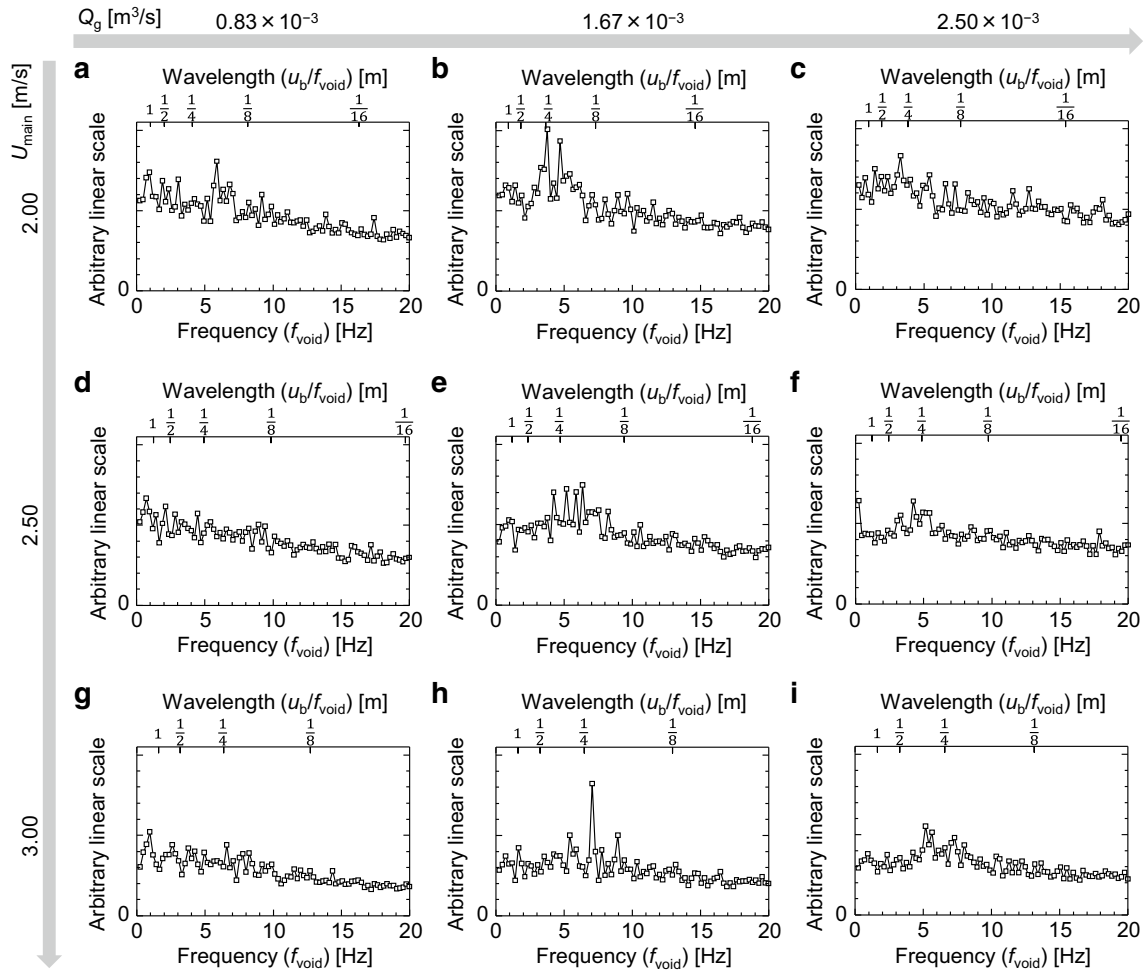 Q_g [m³/s] 0.83 × 10⁻³ 1.67 × 10⁻³ 2.50 × 10⁻³
U_main [m/s]
2.00
2.50
3.00
a
Wavelength (u_b/f_void) [m]
1 1/2 1/4 1/8 1/16
Arbitrary linear scale
0
0 5 10 15 20
Frequency (f_void) [Hz]
b
Wavelength (u_b/f_void) [m]
1 1/2 1/4 1/8 1/16
Arbitrary linear scale
0
0 5 10 15 20
Frequency (f_void) [Hz]
c
Wavelength (u_b/f_void) [m]
1 1/2 1/4 1/8 1/16
Arbitrary linear scale
0
0 5 10 15 20
Frequency (f_void) [Hz]
d
Wavelength (u_b/f_void) [m]
1 1/2 1/4 1/8 1/16
Arbitrary linear scale
0
0 5 10 15 20
Frequency (f_void) [Hz]
e
Wavelength (u_b/f_void) [m]
1 1/2 1/4 1/8 1/16
Arbitrary linear scale
0
0 5 10 15 20
Frequency (f_void) [Hz]
f
Wavelength (u_b/f_void) [m]
1 1/2 1/4 1/8 1/16
Arbitrary linear scale
0
0 5 10 15 20
Frequency (f_void) [Hz]
g
Wavelength (u_b/f_void) [m]
1 1/2 1/4 1/8
Arbitrary linear scale
0
0 5 10 15 20
Frequency (f_void) [Hz]
h
Wavelength (u_b/f_void) [m]
1 1/2 1/4 1/8
Arbitrary linear scale
0
0 5 10 15 20
Frequency (f_void) [Hz]
i
Wavelength (u_b/f_void) [m]
1 1/2 1/4 1/8
Arbitrary linear scale
0
0 5 10 15 20
Frequency (f_void) [Hz]